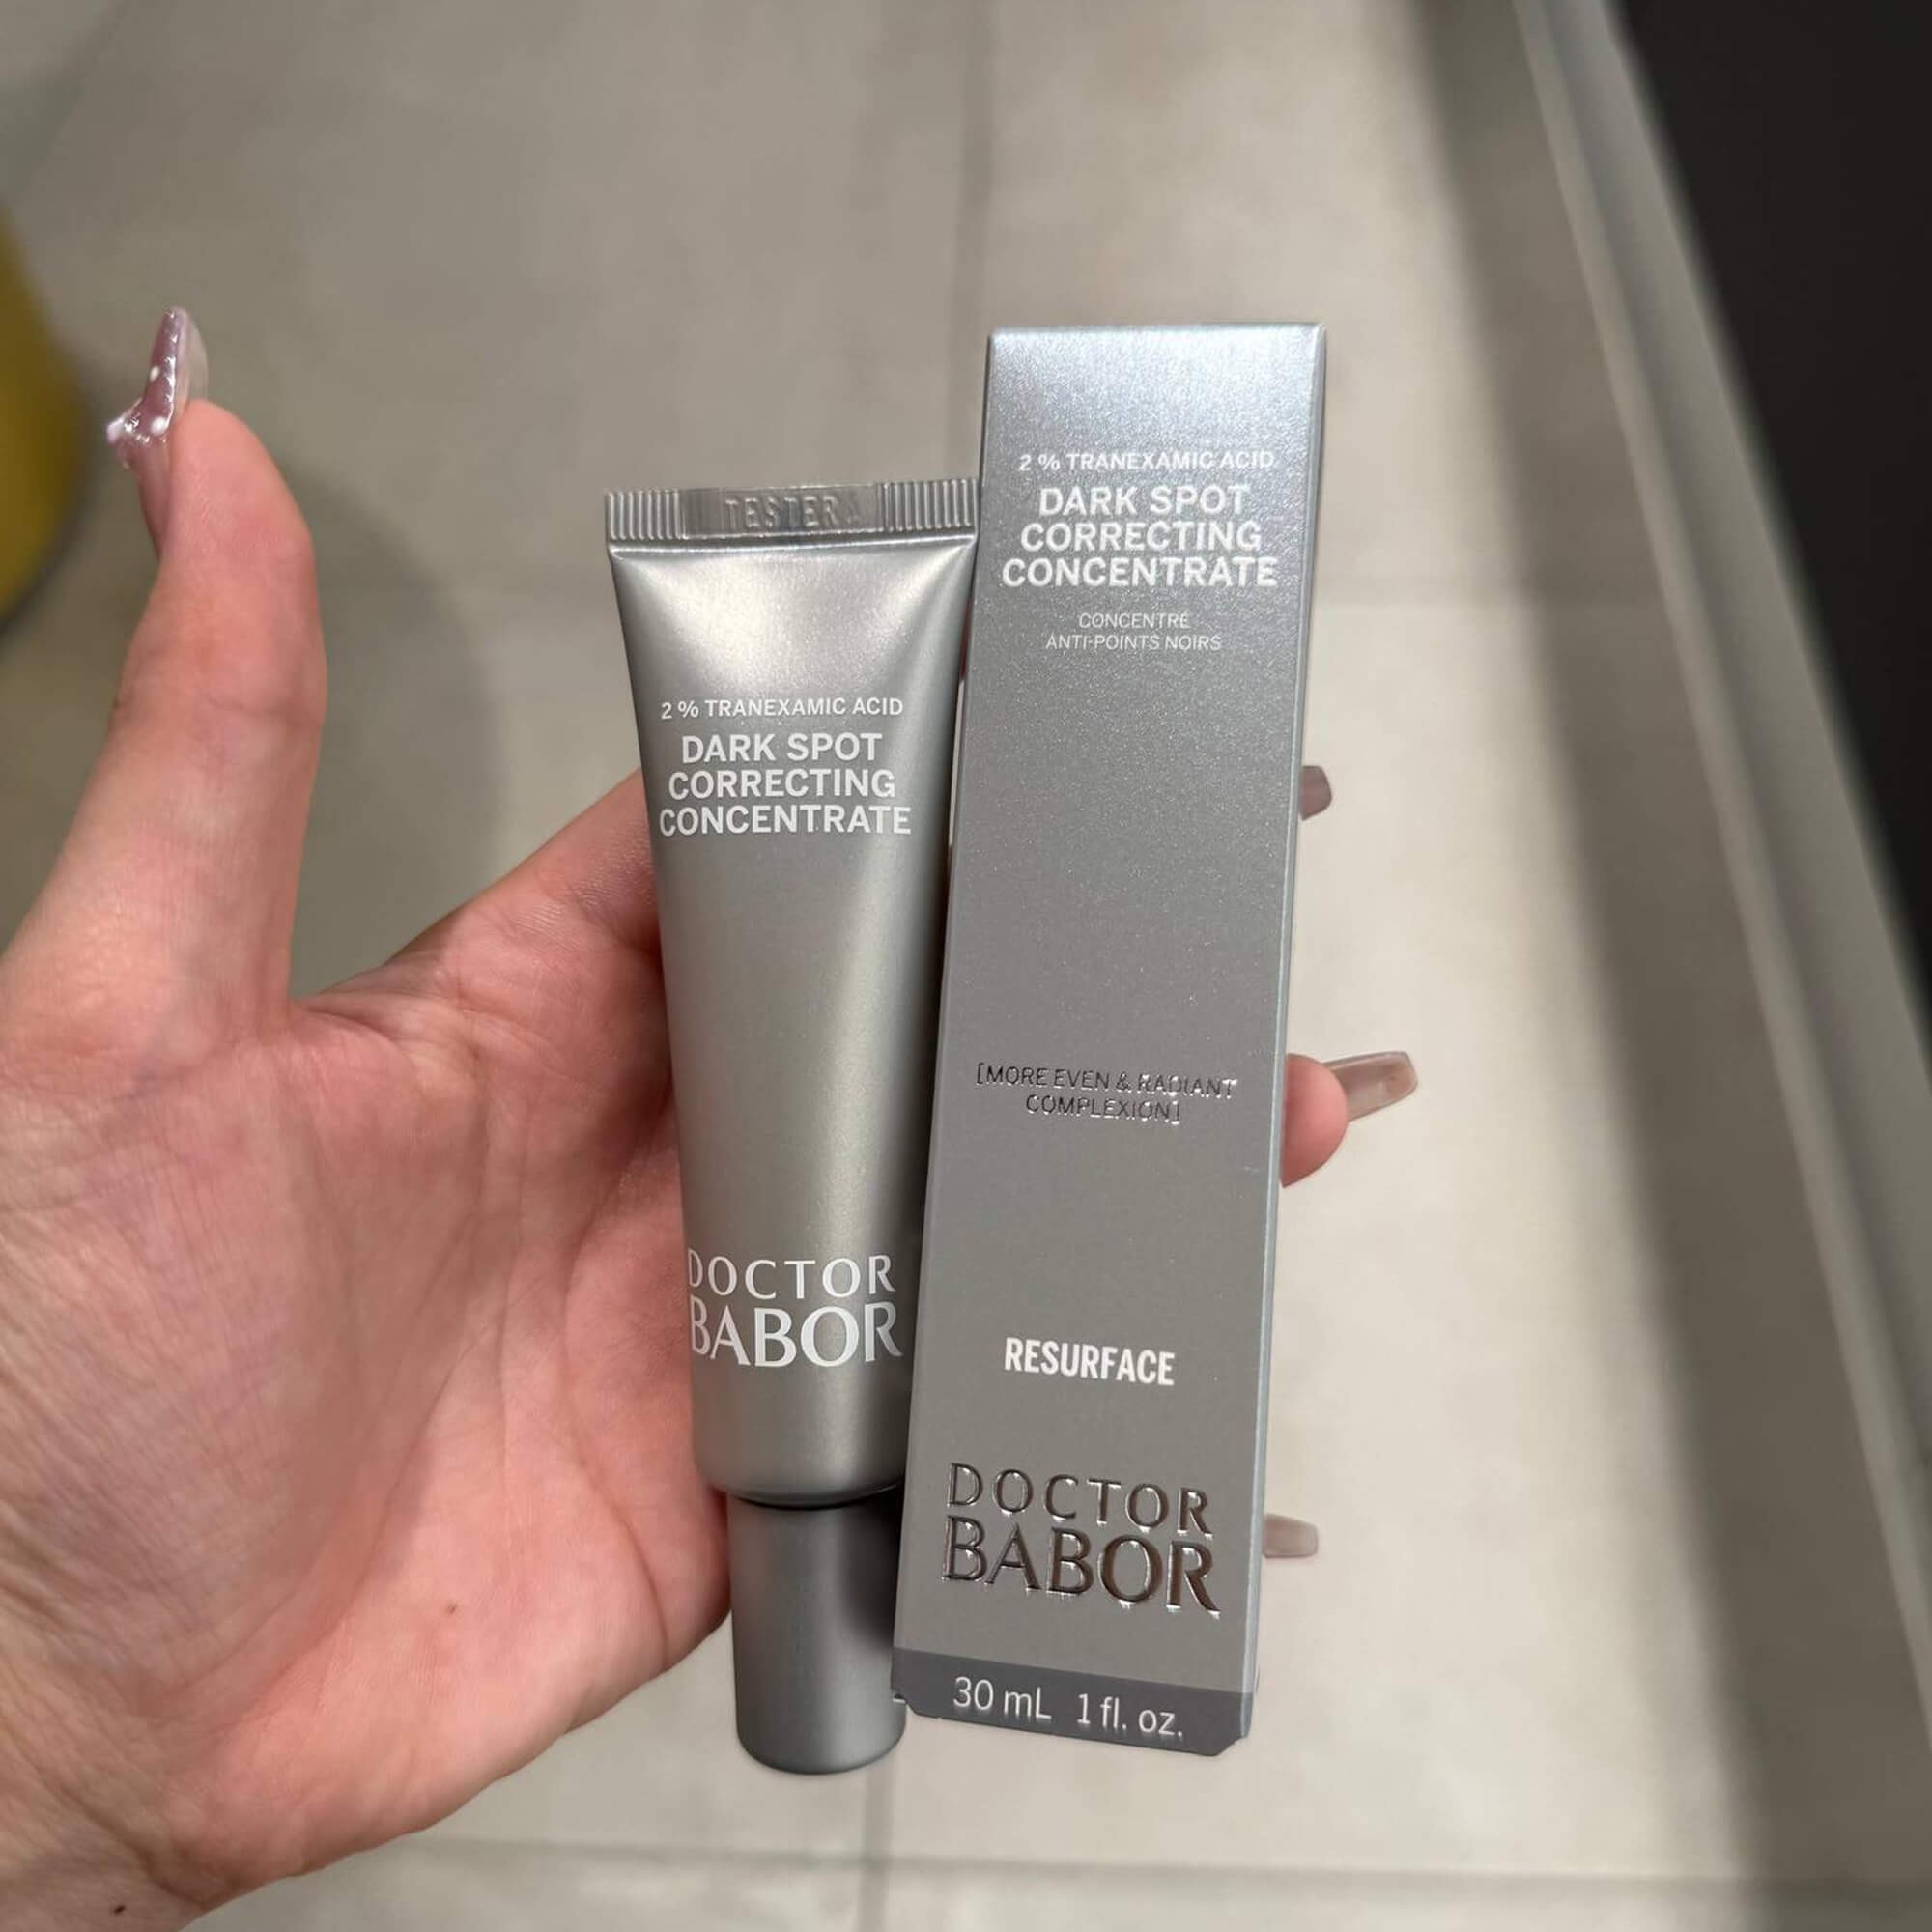 TESTER
2 % TRANEXAMIC ACID
DARK SPOT
CORRECTING
CONCENTRATE
DOCTOR
BABOR
2 % TRANEXAMIC ACID
DARK SPOT
CORRECTING
CONCENTRATE
CONCENTRÉ
ANTI-POINTS NOIRS
[MORE EVEN & RADIANT
COMPLEXION]
RESURFACE
DOCTOR
BABOR
30 mL 1 fl. oz.